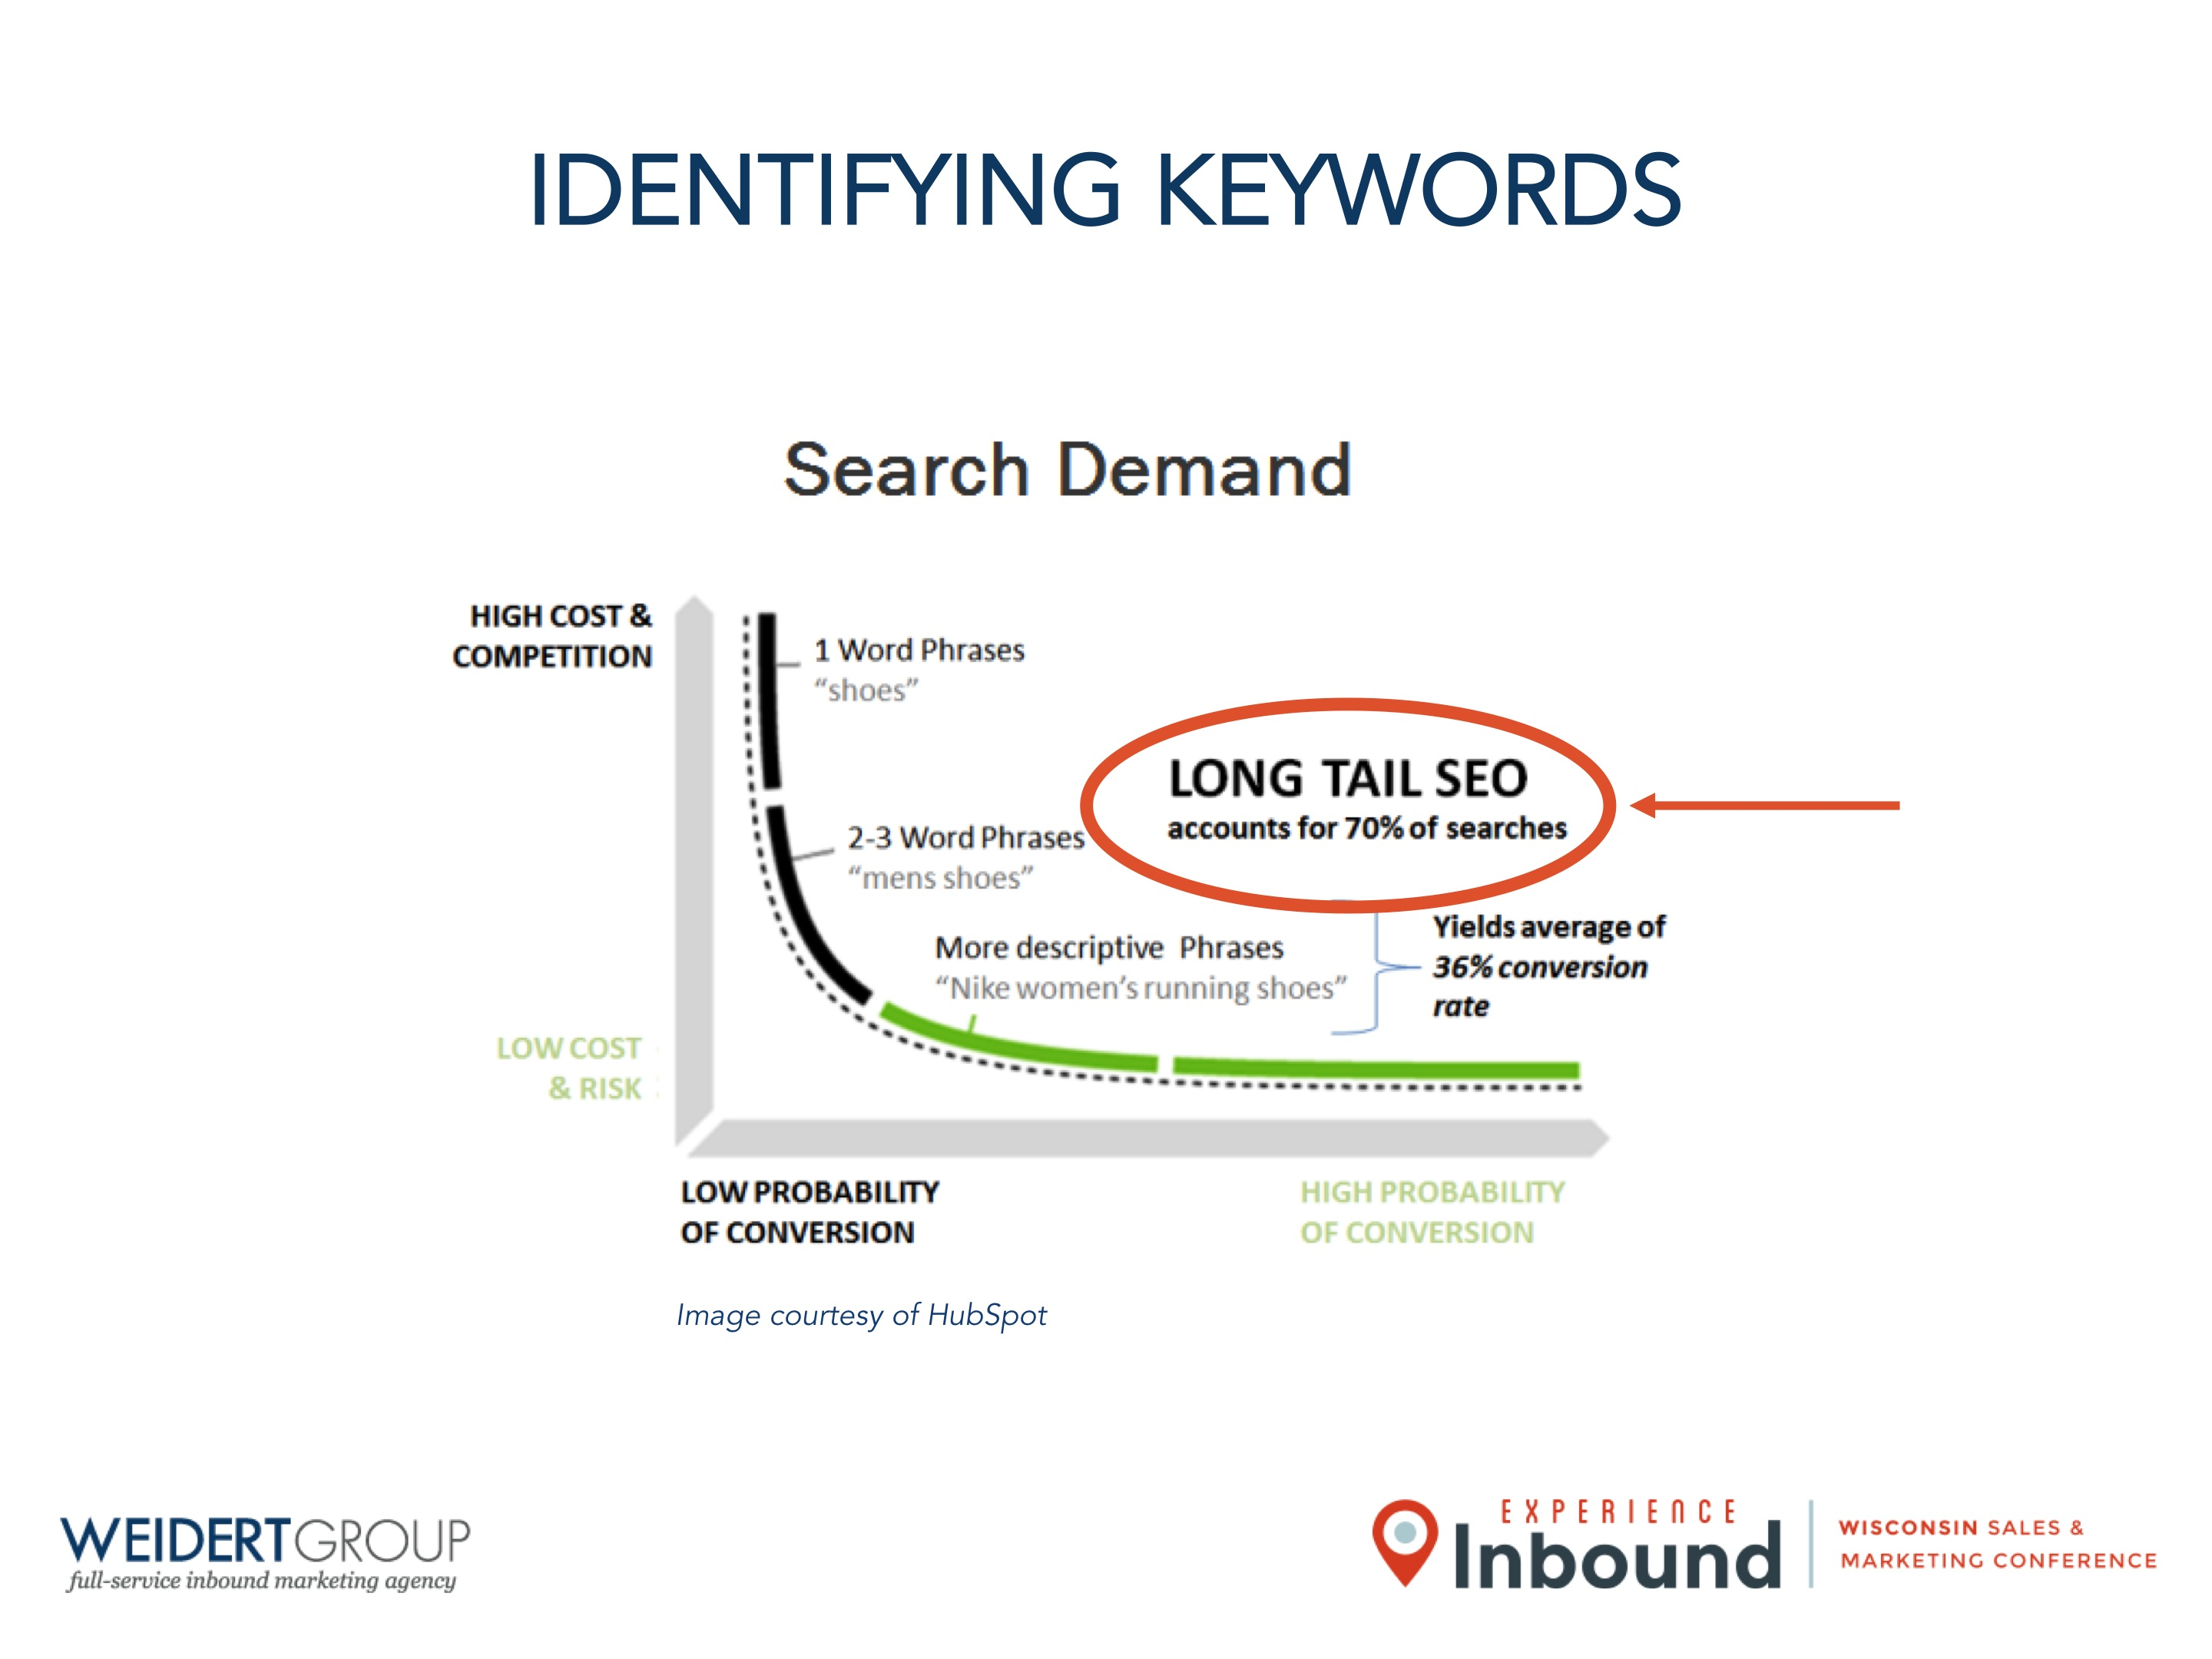 IDENTIFYING KEYWORDS
Search Demand
HIGH COST &
COMPETITION
1 Word Phrases
“shoes”
LONG TAIL SEO
accounts for 70% of searches
2-3 Word Phrases
“mens shoes”
More descriptive Phrases
“Nike women’s running shoes”
Yields average of
36% conversion
rate
LOW COST
& RISK
LOW PROBABILITY
OF CONVERSION
HIGH PROBABILITY
OF CONVERSION
Image courtesy of HubSpot
WEIDERTGROUP
full-service inbound marketing agency
EXPERIENCE
Inbound
WISCONSIN SALES &
MARKETING CONFERENCE